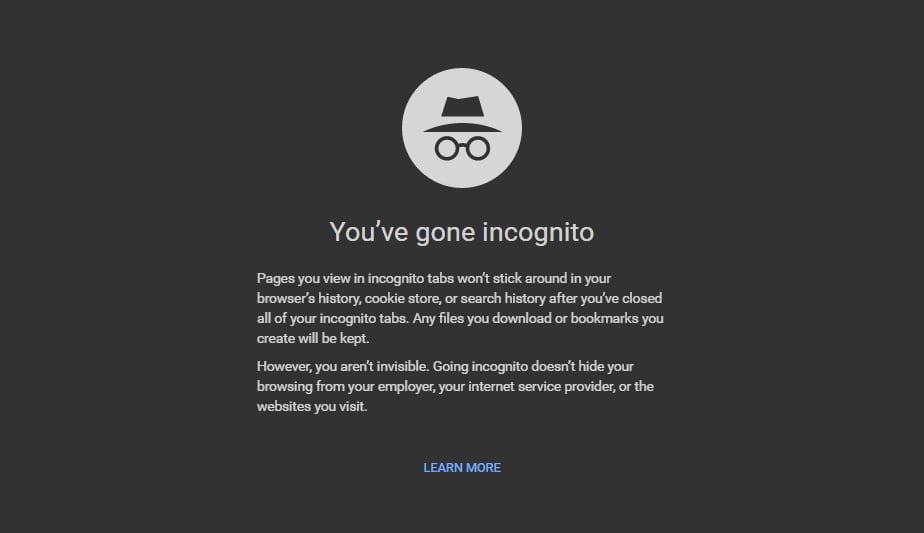 You’ve gone incognito
Pages you view in incognito tabs won’t stick around in your
browser’s history, cookie store, or search history after you’ve closed
all of your incognito tabs. Any files you download or bookmarks you
create will be kept.
However, you aren’t invisible. Going incognito doesn’t hide your
browsing from your employer, your internet service provider, or the
websites you visit.
LEARN MORE